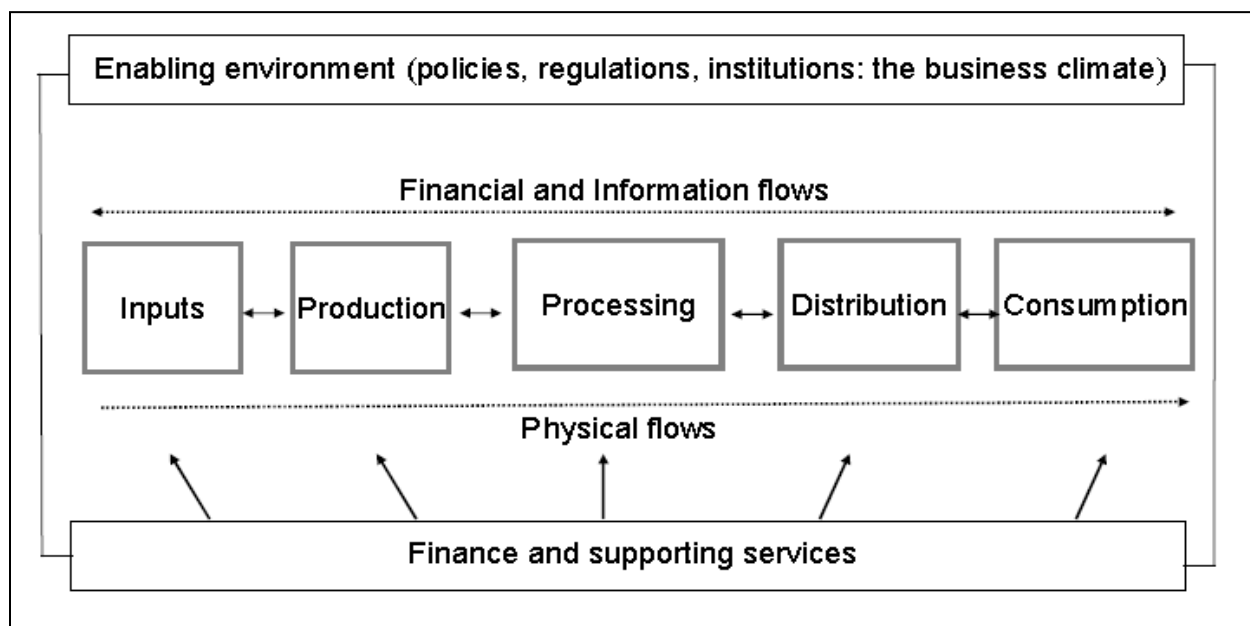 Enabling environment (policies, regulations, institutions: the business climate)
Financial and Information flows
Inputs
Production
Processing
Distribution
Consumption
Physical flows
Finance and supporting services